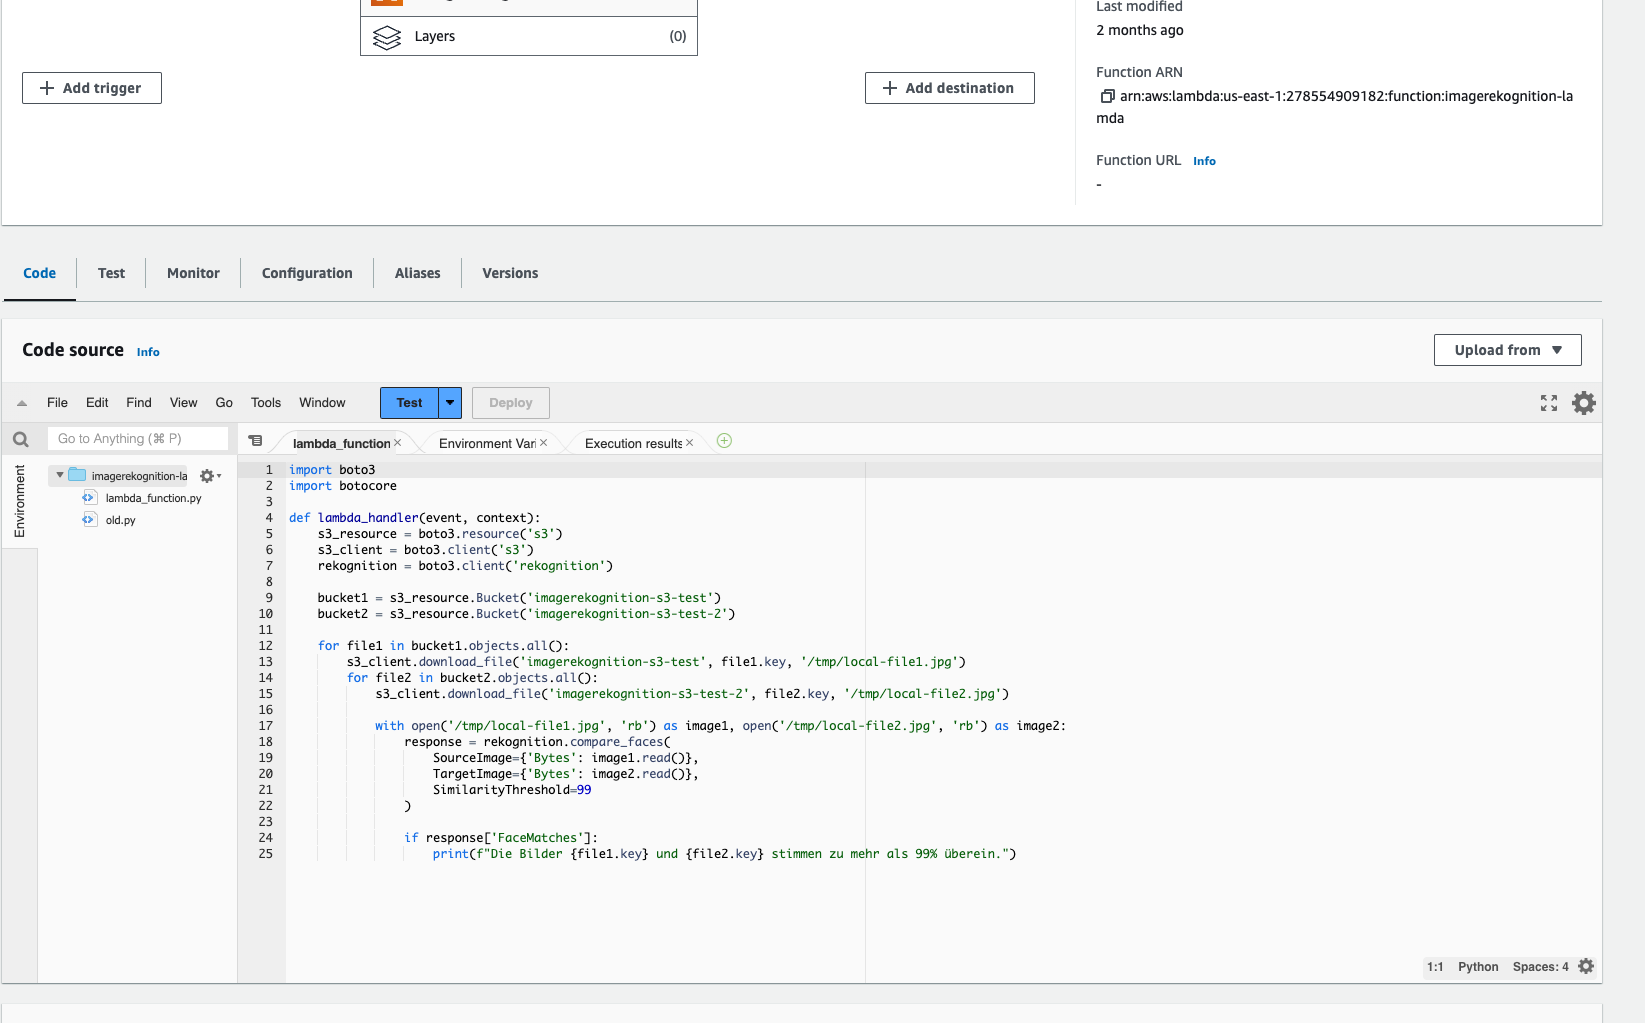 Layers (0)
+ Add trigger
+ Add destination
Last modified
2 months ago
Function ARN
arn:aws:lambda:us-east-1:278554909182:function:imagerekognition-la
mda
Function URL Info
-
Code Test Monitor Configuration Aliases Versions
Code source Info
Upload from ▼
File Edit Find View Go Tools Window Test Deploy
Go to Anything (⌘ P)
lambda_function × Environment Vari × Execution results ×
Environment
imagerekognition-la
lambda_function.py
old.py
1 import boto3
2 import botocore
3
4 def lambda_handler(event, context):
5     s3_resource = boto3.resource('s3')
6     s3_client = boto3.client('s3')
7     rekognition = boto3.client('rekognition')
8
9     bucket1 = s3_resource.Bucket('imagerekognition-s3-test')
10     bucket2 = s3_resource.Bucket('imagerekognition-s3-test-2')
11
12     for file1 in bucket1.objects.all():
13         s3_client.download_file('imagerekognition-s3-test', file1.key, '/tmp/local-file1.jpg')
14         for file2 in bucket2.objects.all():
15             s3_client.download_file('imagerekognition-s3-test-2', file2.key, '/tmp/local-file2.jpg')
16
17             with open('/tmp/local-file1.jpg', 'rb') as image1, open('/tmp/local-file2.jpg', 'rb') as image2:
18                 response = rekognition.compare_faces(
19                     SourceImage={'Bytes': image1.read()},
20                     TargetImage={'Bytes': image2.read()},
21                     SimilarityThreshold=99
22                 )
23
24                 if response['FaceMatches']:
25                     print(f"Die Bilder {file1.key} und {file2.key} stimmen zu mehr als 99% überein.")
1:1 Python Spaces: 4